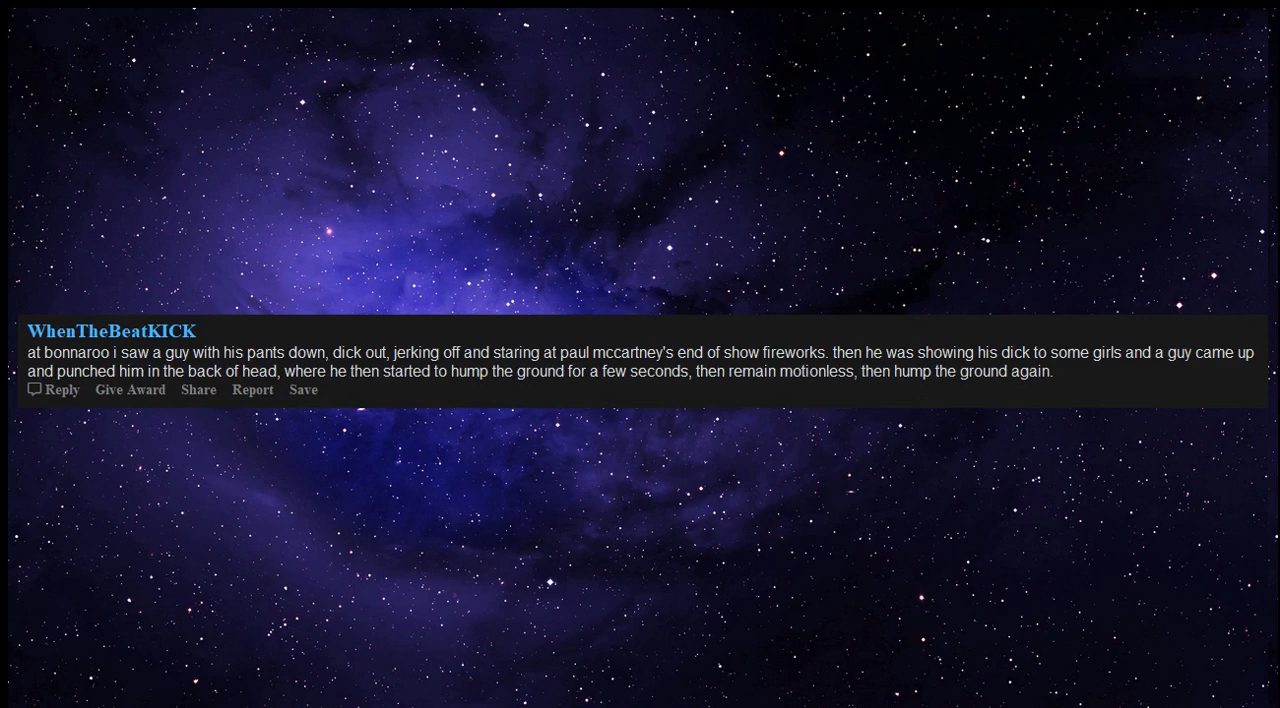 WhenTheBeatKICK
at bonnaroo i saw a guy with his pants down, dick out, jerking off and staring at paul mccartney's end of show fireworks. then he was showing his dick to some girls and a guy came up
and punched him in the back of head, where he then started to hump the ground for a few seconds, then remain motionless, then hump the ground again.
Reply Give Award Share Report Save